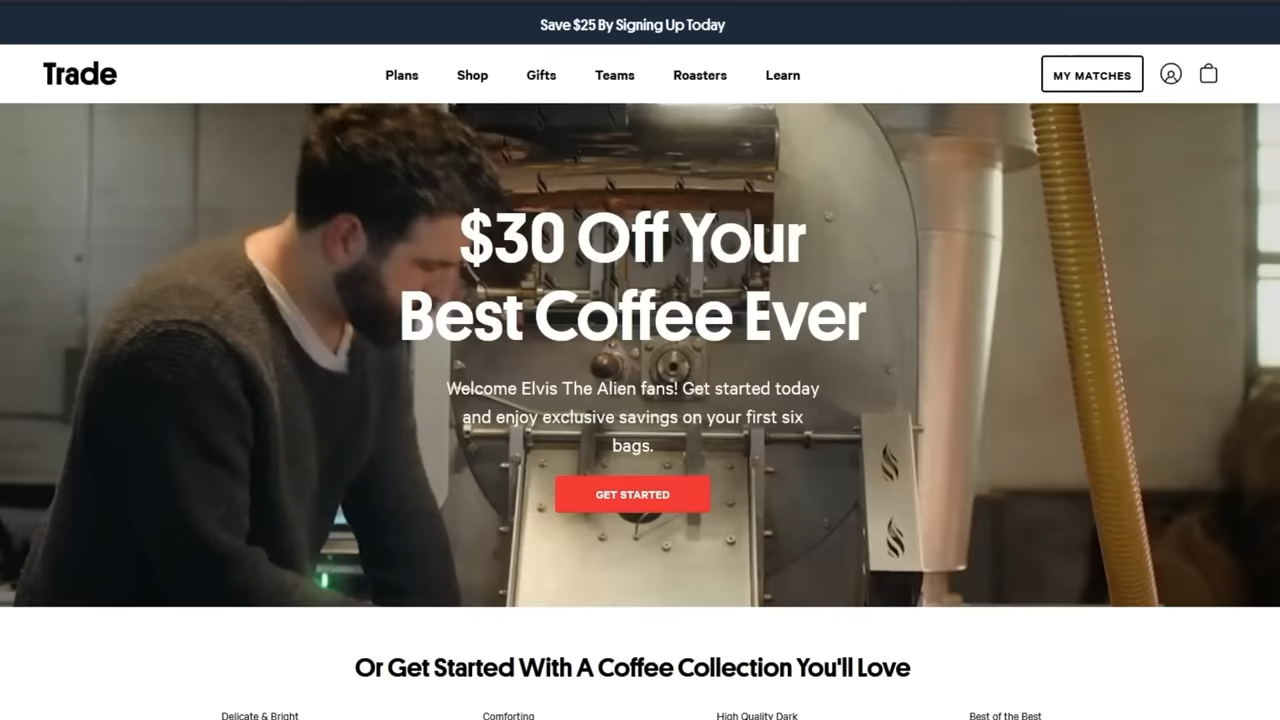 Save $25 By Signing Up Today
Trade
Plans
Shop
Gifts
Teams
Roasters
Learn
MY MATCHES
$30 Off Your
Best Coffee Ever
Welcome Elvis The Alien fans! Get started today
and enjoy exclusive savings on your first six
bags.
GET STARTED
Or Get Started With A Coffee Collection You'll Love
Delicate & Bright
Comforting
High Quality Dark
Best of the Best